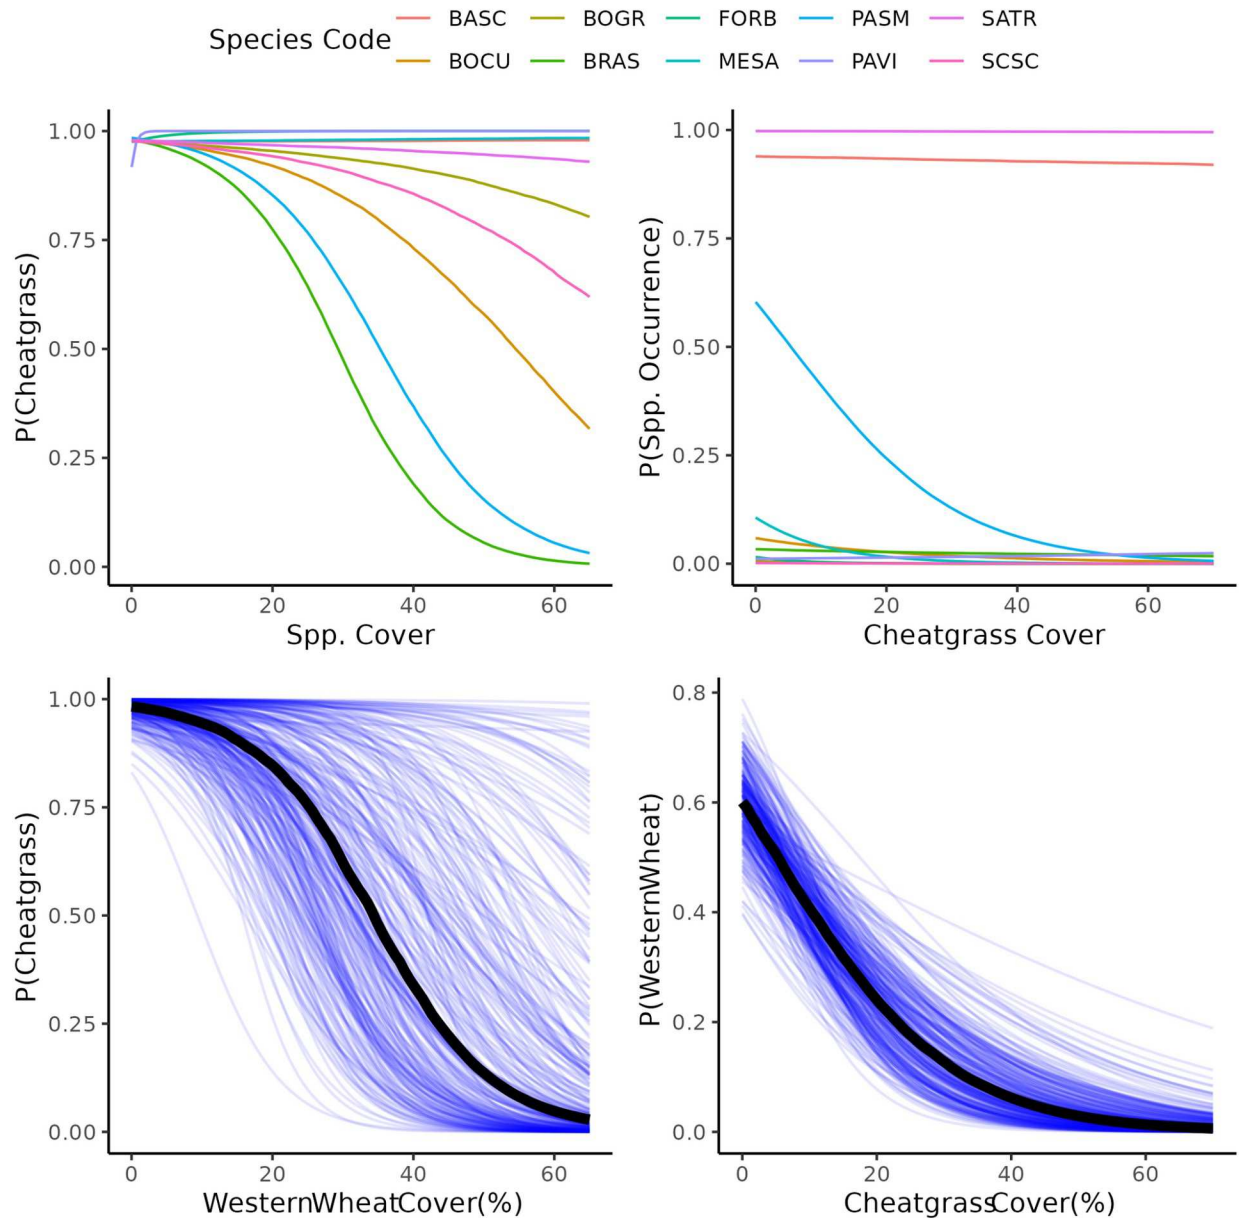 Species Code
BASC BOGR FORB PASM SATR
BOCU BRAS MESA PAVI SCSC
P(Cheatgrass)
1.00
0.75
0.50
0.25
0.00
0 20 40 60
Spp. Cover
P(Spp. Occurrence)
1.00
0.75
0.50
0.25
0.00
0 20 40 60
Cheatgrass Cover
P(Cheatgrass)
1.00
0.75
0.50
0.25
0.00
0 20 40 60
WesternWheatCover(%)
P(WesternWheat)
0.8
0.6
0.4
0.2
0.0
0 20 40 60
CheatgrassCover(%)